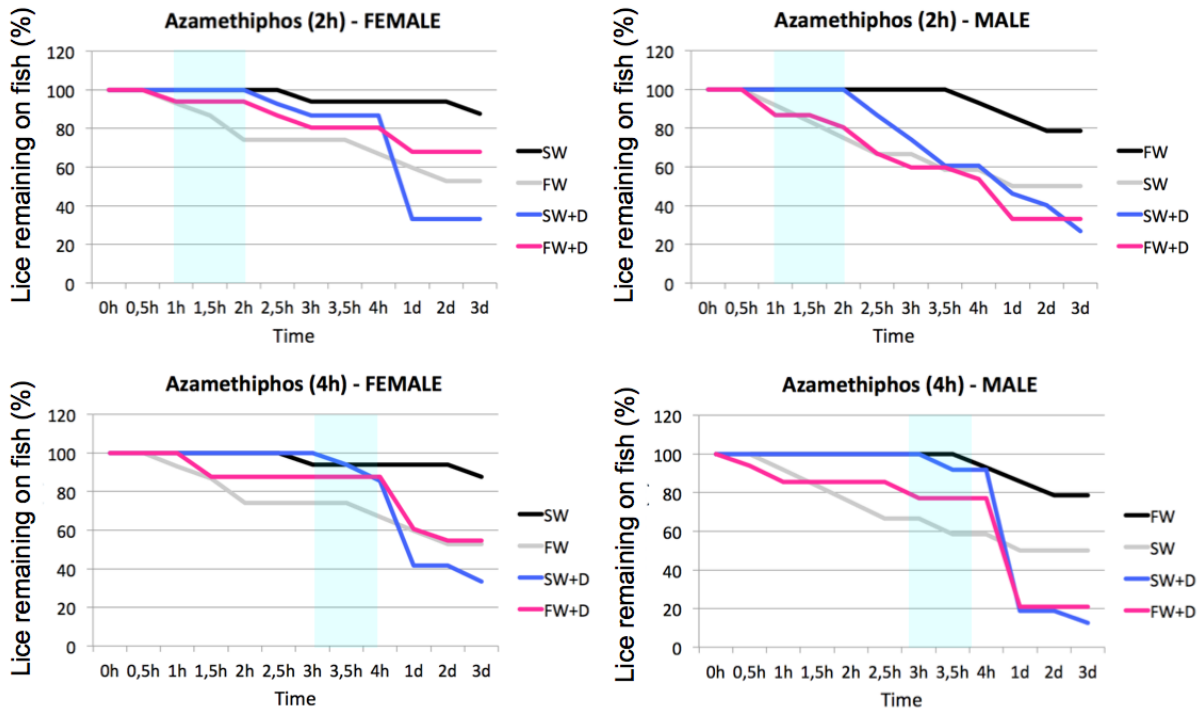 Azamethiphos (2h) - FEMALE
Lice remaining on fish (%)
120
100
80
60
40
20
0
0h 0,5h 1h 1,5h 2h 2,5h 3h 3,5h 4h 1d 2d 3d
Time
SW
FW
SW+D
FW+D
Azamethiphos (2h) - MALE
Lice remaining on fish (%)
120
100
80
60
40
20
0
0h 0,5h 1h 1,5h 2h 2,5h 3h 3,5h 4h 1d 2d 3d
Time
FW
SW
SW+D
FW+D
Azamethiphos (4h) - FEMALE
Lice remaining on fish (%)
120
100
80
60
40
20
0
0h 0,5h 1h 1,5h 2h 2,5h 3h 3,5h 4h 1d 2d 3d
Time
SW
FW
SW+D
FW+D
Azamethiphos (4h) - MALE
Lice remaining on fish (%)
120
100
80
60
40
20
0
0h 0,5h 1h 1,5h 2h 2,5h 3h 3,5h 4h 1d 2d 3d
Time
FW
SW
SW+D
FW+D